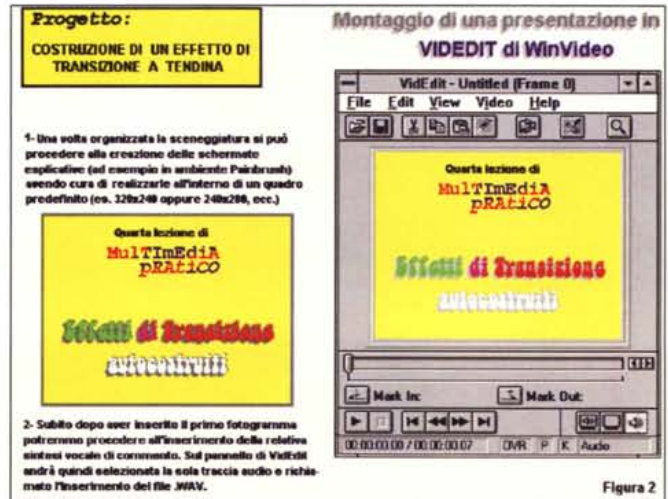 Progetto:
COSTRUZIONE DI UN EFFETTO DI
TRANSIZIONE A TENDINA
1- Una volta organizzata la sceneggiatura si può
procedere alla creazione delle schermate
esplicative (ad esempio in ambiente Painbrush)
avendo cura di realizzarle all'interno di un quadro
predefinito (es. 320x240 oppure 240x288, ecc.)
Quarta lezione di
MulTImEdiA
pRAtiCO
Effetti di Transizione
autocostruiti
2- Subito dopo aver inserito il primo fotogramma
potremmo procedere all'inserimento della relativa
sintesi vocale di commento. Sul pannello di VidEdit
andrà quindi selezionata la sola traccia audio e richia-
mato l'inserimento del file .WAV.
Montaggio di una presentazione in
VIDEDIT di WinVideo
VidEdit - Untitled (Frame 0)
File Edit View Video Help
Quarta lezione di
MulTImEdiA
pRAtiCO
Effetti di Transizione
autocostruiti
Mark In: Mark Out:
00:00:00.00 / 00:00:00.07 OVR P K Audio
Figura 2